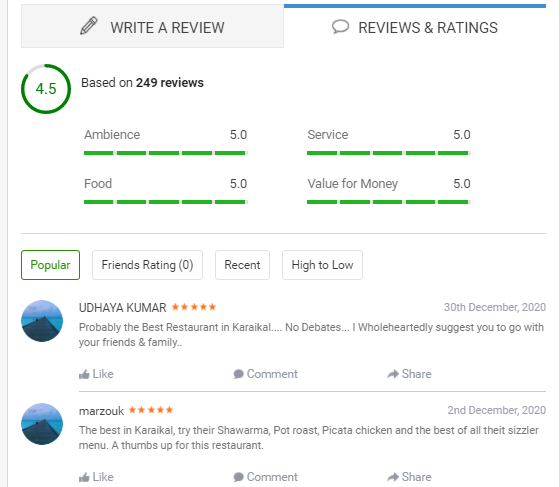 WRITE A REVIEW
REVIEWS & RATINGS
4.5
Based on 249 reviews
Ambience 5.0
Service 5.0
Food 5.0
Value for Money 5.0
Popular
Friends Rating (0)
Recent
High to Low
UDHAYA KUMAR
30th December, 2020
Probably the Best Restaurant in Karaikal.... No Debates... I Wholeheartedly suggest you to go with
your friends & family..
Like
Comment
Share
marzouk
2nd December, 2020
The best in Karaikal, try their Shawarma, Pot roast, Picata chicken and the best of all theit sizzler
menu. A thumbs up for this restaurant.
Like
Comment
Share